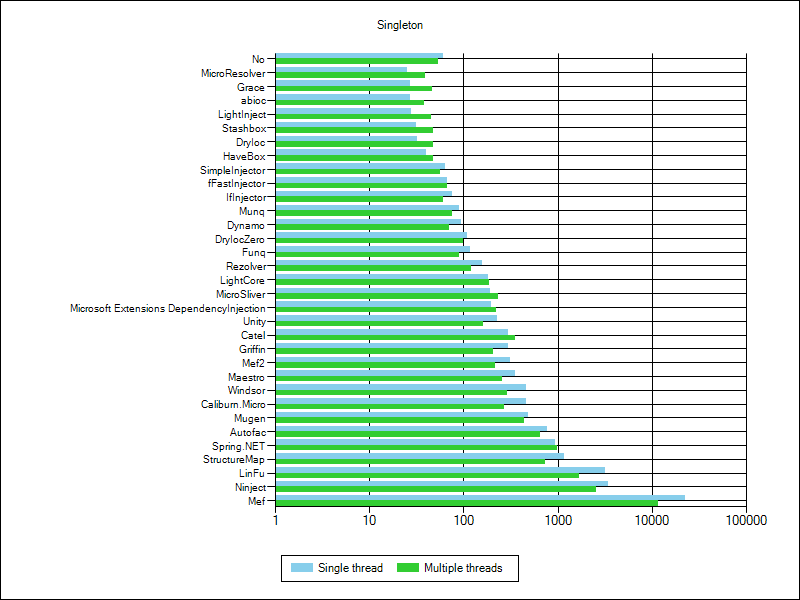 Singleton
No
MicroResolver
Grace
abioc
LightInject
Stashbox
DryIoc
HaveBox
SimpleInjector
fFastInjector
IfInjector
Munq
Dynamo
DryIocZero
Funq
Rezolver
LightCore
MicroSliver
Microsoft Extensions DependencyInjection
Unity
Catel
Griffin
Mef2
Maestro
Windsor
Caliburn.Micro
Mugen
Autofac
Spring.NET
StructureMap
LinFu
Ninject
Mef
1 10 100 1000 10000 100000
Single thread Multiple threads